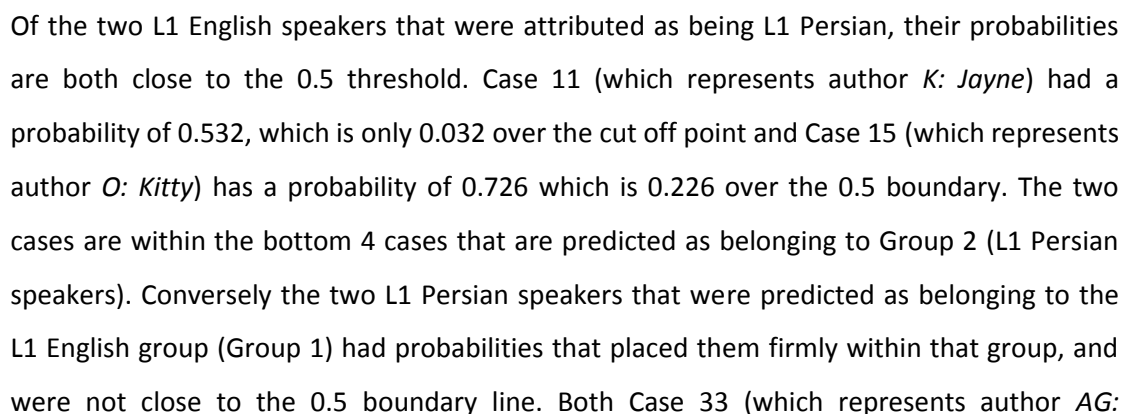 Of the two L1 English speakers that were attributed as being L1 Persian, their probabilities
are both close to the 0.5 threshold. Case 11 (which represents author K: Jayne) had a
probability of 0.532, which is only 0.032 over the cut off point and Case 15 (which represents
author O: Kitty) has a probability of 0.726 which is 0.226 over the 0.5 boundary. The two
cases are within the bottom 4 cases that are predicted as belonging to Group 2 (L1 Persian
speakers). Conversely the two L1 Persian speakers that were predicted as belonging to the
L1 English group (Group 1) had probabilities that placed them firmly within that group, and
were not close to the 0.5 boundary line. Both Case 33 (which represents author AG: